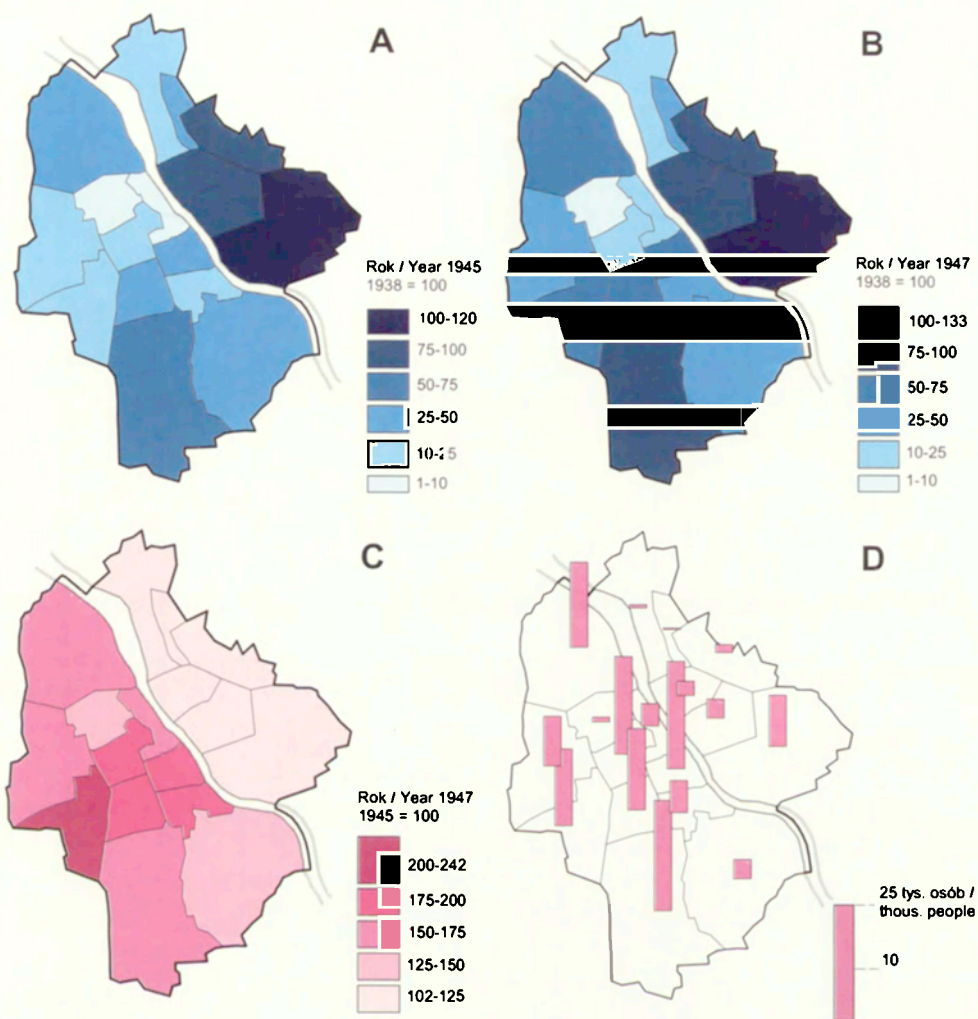 A
Rok / Year 1945
1938 = 100
100-120
75-100
50-75
25-50
10-25
1-10
B
Rok / Year 1947
1938 = 100
100-133
75-100
50-75
25-50
10-25
1-10
C
Rok / Year 1947
1945 = 100
200-242
175-200
150-175
125-150
102-125
D
25 tys. osób /
thous. people
10